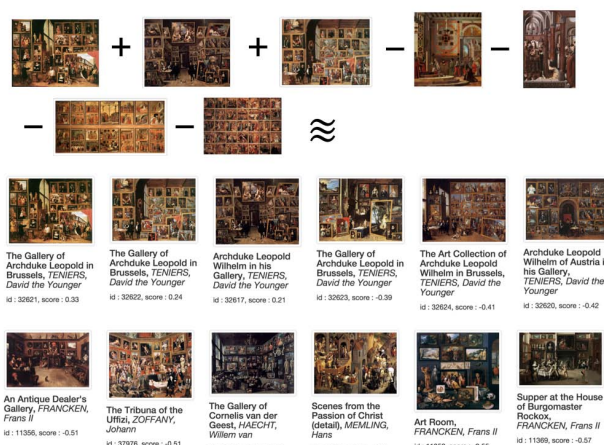 + + − −
− − ≈
The Gallery of
Archduke Leopold in
Brussels, TENIERS,
David the Younger
id : 32621, score : 0.33
The Gallery of
Archduke Leopold in
Brussels, TENIERS,
David the Younger
id : 32622, score : 0.24
Archduke Leopold
Wilhelm in his
Gallery, TENIERS,
David the Younger
id : 32617, score : 0.21
The Gallery of
Archduke Leopold in
Brussels, TENIERS,
David the Younger
id : 32623, score : -0.39
The Art Collection of
Archduke Leopold
Wilhelm in Brussels,
TENIERS, David the
Younger
id : 32624, score : -0.41
Archduke Leopold
Wilhelm of Austria i
his Gallery,
TENIERS, David the
Younger
id : 32620, score : -0.42
An Antique Dealer's
Gallery, FRANCKEN,
Frans II
id : 11356, score : -0.51
The Tribuna of the
Uffizi, ZOFFANY,
Johann
id : 37976, score : -0.51
The Gallery of
Cornelis van der
Geest, HAECHT,
Willem van
Scenes from the
Passion of Christ
(detail), MEMLING,
Hans
Art Room,
FRANCKEN, Frans II
Supper at the House
of Burgomaster
Rockox,
FRANCKEN, Frans II
id : 11369, score : -0.57